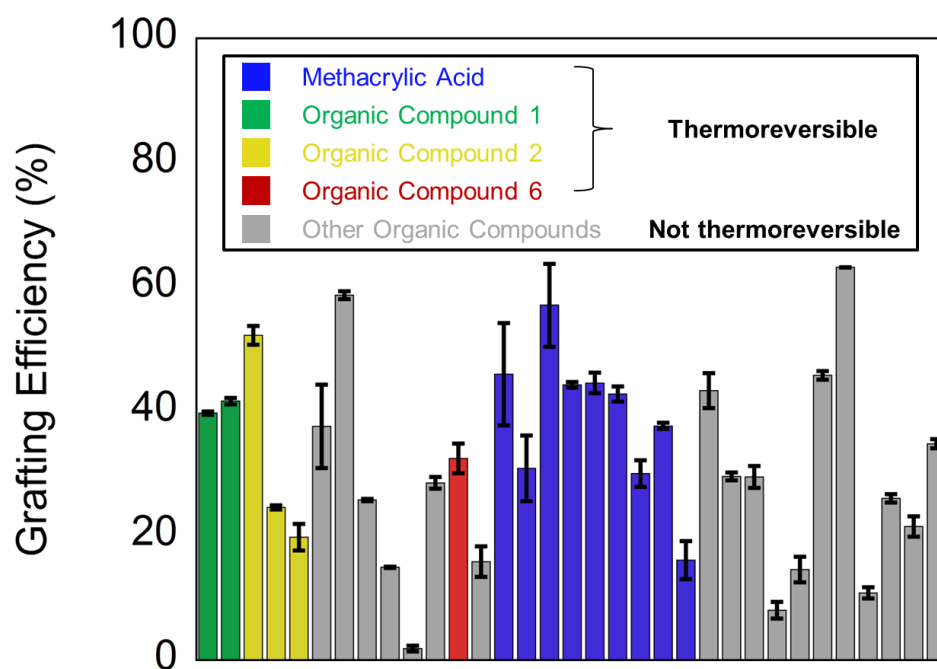 100
80
60
40
20
0
Grafting Efficiency (%)
Methacrylic Acid
Organic Compound 1
Organic Compound 2
Organic Compound 6
Other Organic Compounds
Thermoreversible
Not thermoreversible